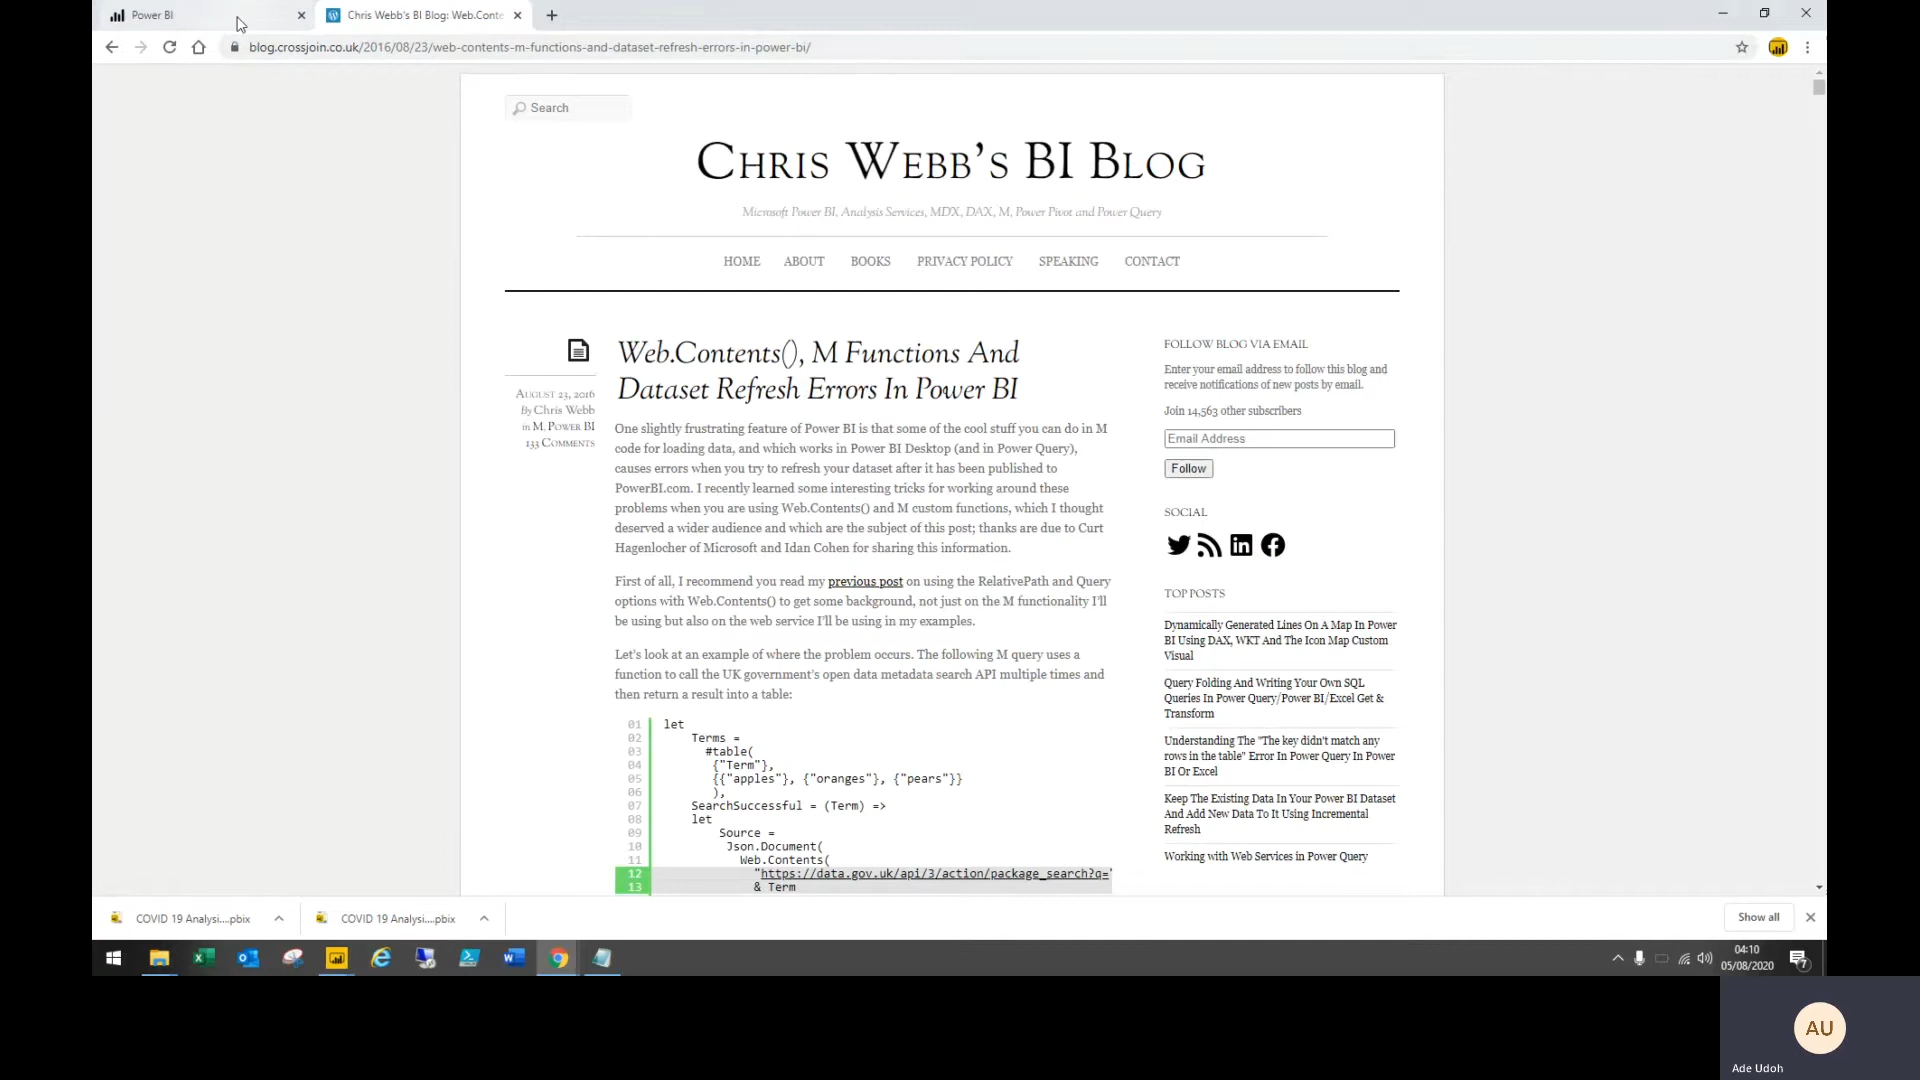 Power BI
Chris Webb's BI Blog: Web.Conte
blog.crossjoin.co.uk/2016/08/23/web-contents-m-functions-and-dataset-refresh-errors-in-power-bi/
Search
Chris Webb's BI Blog
Microsoft Power BI, Analysis Services, MDX, DAX, M, Power Pivot and Power Query
HOME ABOUT BOOKS PRIVACY POLICY SPEAKING CONTACT
Web.Contents(), M Functions And
Dataset Refresh Errors In Power BI
August 23, 2016
By Chris Webb
in M, Power BI
133 Comments
One slightly frustrating feature of Power BI is that some of the cool stuff you can do in M
code for loading data, and which works in Power BI Desktop (and in Power Query),
causes errors when you try to refresh your dataset after it has been published to
PowerBI.com. I recently learned some interesting tricks for working around these
problems when you are using Web.Contents() and M custom functions, which I thought
deserved a wider audience and which are the subject of this post; thanks are due to Curt
Hagenlocher of Microsoft and Idan Cohen for sharing this information.
First of all, I recommend you read my previous post on using the RelativePath and Query
options with Web.Contents() to get some background, not just on the M functionality I'll
be using but also on the web service I'll be using in my examples.
Let's look at an example of where the problem occurs. The following M query uses a
function to call the UK government's open data metadata search API multiple times and
then return a result into a table:
01 let
02 Terms =
03 #table(
04 {"Term"},
05 {{"apples"}, {"oranges"}, {"pears"}}
06 ),
07 SearchSuccessful = (Term) =>
08 let
09 Source =
10 Json.Document(
11 Web.Contents(
12 "https://data.gov.uk/api/3/action/package_search?q="
13 & Term
FOLLOW BLOG VIA EMAIL
Enter your email address to follow this blog and
receive notifications of new posts by email.
Join 14,563 other subscribers
Email Address
Follow
SOCIAL
TOP POSTS
Dynamically Generated Lines On A Map In Power
BI Using DAX, WKT And The Icon Map Custom
Visual
Query Folding And Writing Your Own SQL
Queries In Power Query/Power BI/Excel Get &
Transform
Understanding The "The key didn't match any
rows in the table" Error In Power Query In Power
BI Or Excel
Keep The Existing Data In Your Power BI Dataset
And Add New Data To It Using Incremental
Refresh
Working with Web Services in Power Query
COVID 19 Analysi....pbix
COVID 19 Analysi....pbix
Show all
04:10
05/08/2020
7
AU
Ade Udoh